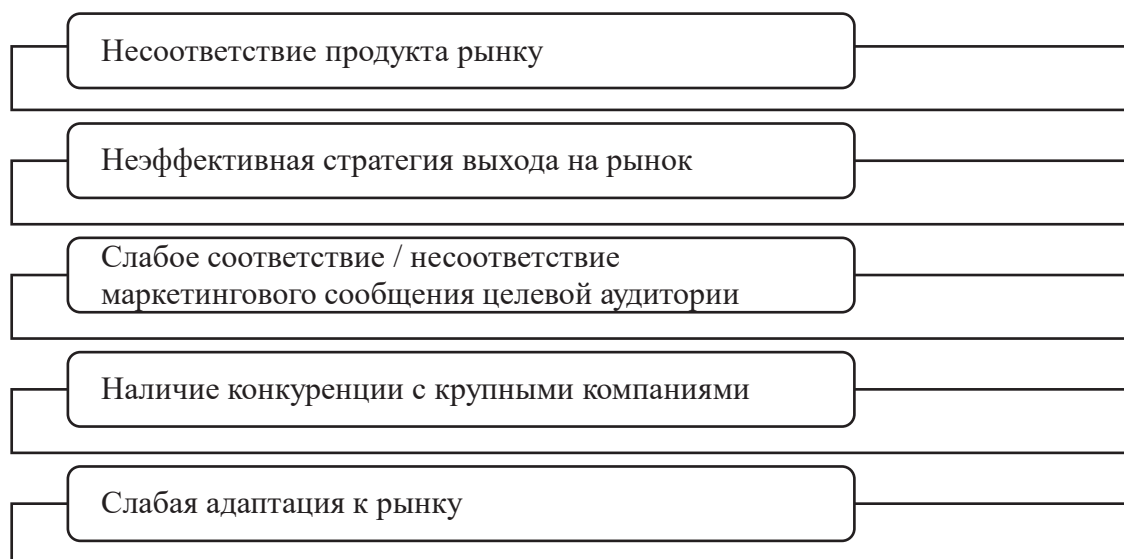 Несоответствие продукта рынку
Неэффективная стратегия выхода на рынок
Слабое соответствие / несоответствие
маркетингового сообщения целевой аудитории
Наличие конкуренции с крупными компаниями
Слабая адаптация к рынку